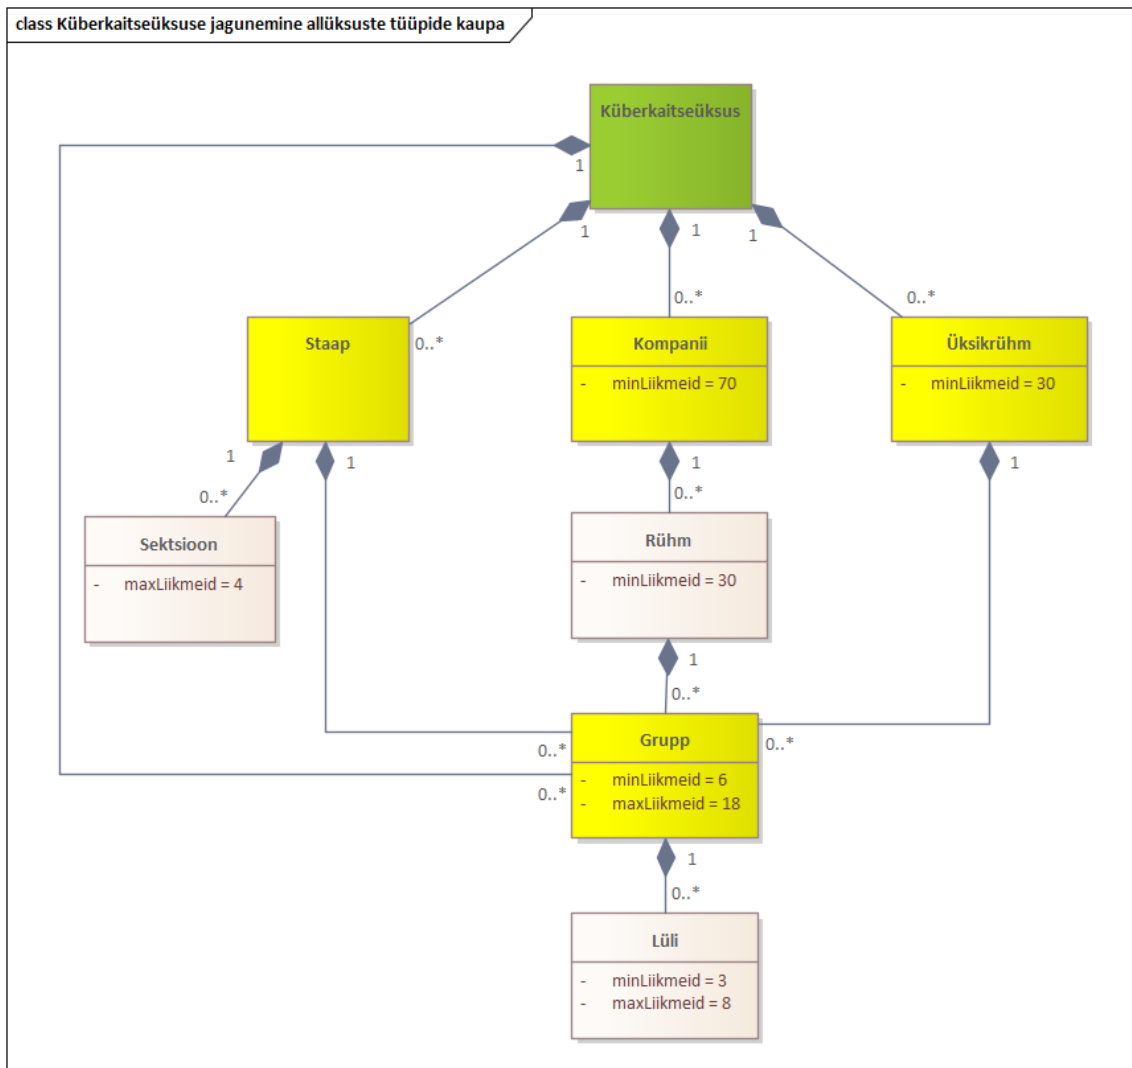 class Küberkaitseüksuse jagunemine allüksuste tüüpide kaupa
Küberkaitseüksus
1
1
1
1
0..*
0..*
0..*
Staap
Kompanii
- minLiikmeid = 70
Üksikrühm
- minLiikmeid = 30
1
1
1
1
0..*
0..*
Sektsioon
- maxLiikmeid = 4
Rühm
- minLiikmeid = 30
1
0..*
0..*
0..*
0..*
Grupp
- minLiikmeid = 6
- maxLiikmeid = 18
1
0..*
Lüli
- minLiikmeid = 3
- maxLiikmeid = 8